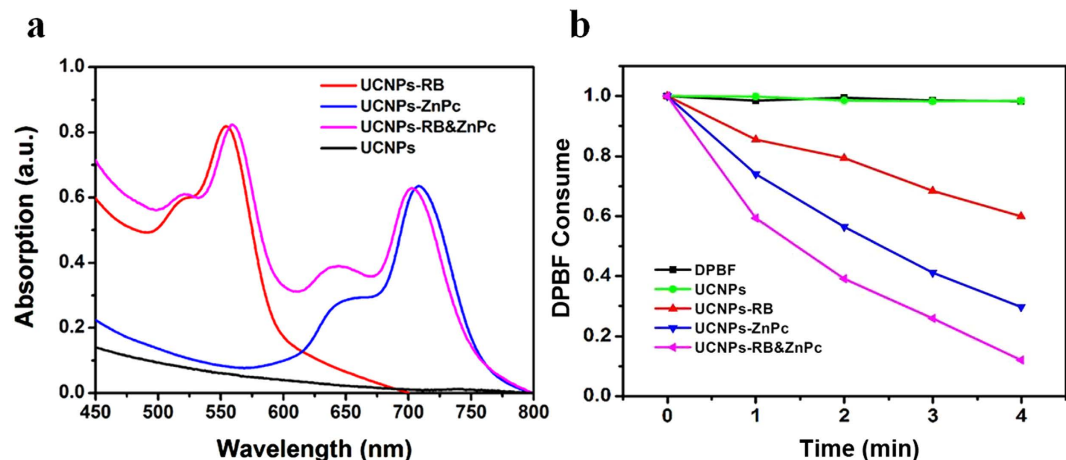 a
Absorption (a.u.)
1.0
0.8
0.6
0.4
0.2
0.0
UCNPs-RB
UCNPs-ZnPc
UCNPs-RB&ZnPc
UCNPs
450 500 550 600 650 700 750 800
Wavelength (nm)
b
DPBF Consume
1.0
0.8
0.6
0.4
0.2
0.0
DPBF
UCNPs
UCNPs-RB
UCNPs-ZnPc
UCNPs-RB&ZnPc
0 1 2 3 4
Time (min)